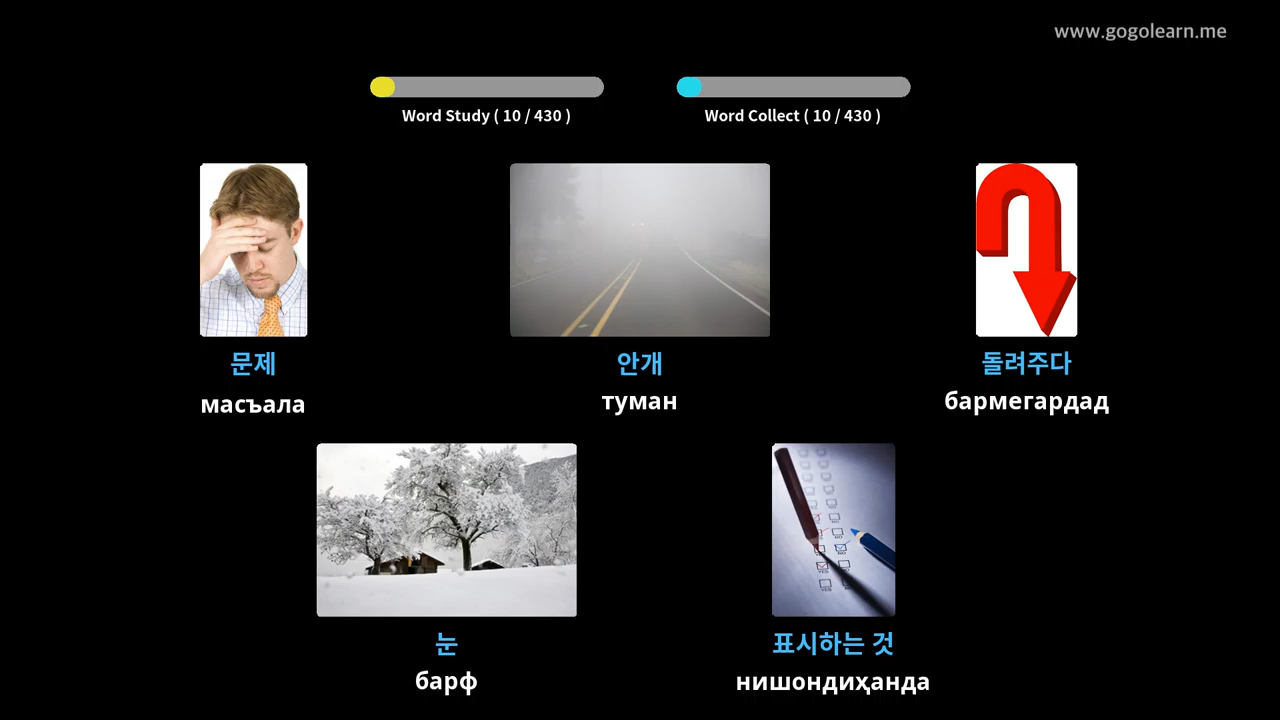 www.gogolearn.me
Word Study ( 10 / 430 )
Word Collect ( 10 / 430 )
문제
масъала
안개
туман
돌려주다
бармегардад
눈
барф
표시하는 것
нишондиҳанда